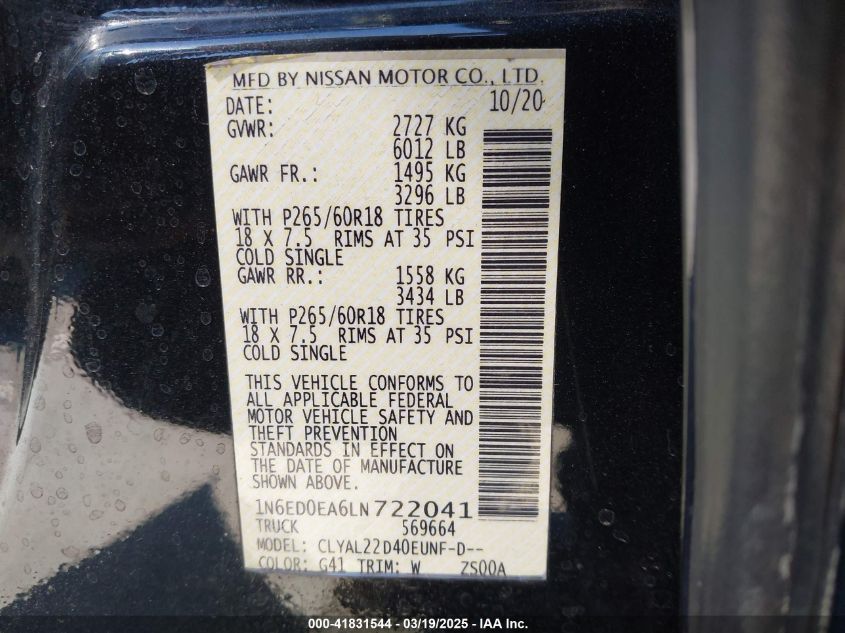 MFD BY NISSAN MOTOR CO., LTD.
DATE: 10/20
GVWR: 2727 KG
6012 LB
GAWR FR.: 1495 KG
3296 LB
WITH P265/60R18 TIRES
18 X 7.5 RIMS AT 35 PSI
COLD SINGLE
GAWR RR.: 1558 KG
3434 LB
WITH P265/60R18 TIRES
18 X 7.5 RIMS AT 35 PSI
COLD SINGLE
THIS VEHICLE CONFORMS TO
ALL APPLICABLE FEDERAL
MOTOR VEHICLE SAFETY AND
THEFT PREVENTION
STANDARDS IN EFFECT ON
THE DATE OF MANUFACTURE
SHOWN ABOVE.
1N6ED0EA6LN722041
TRUCK 569664
MODEL: CLYAL22D40EUNF-D--
COLOR: G41 TRIM: W ZS00A
000-41831544 - 03/19/2025 - IAA Inc.